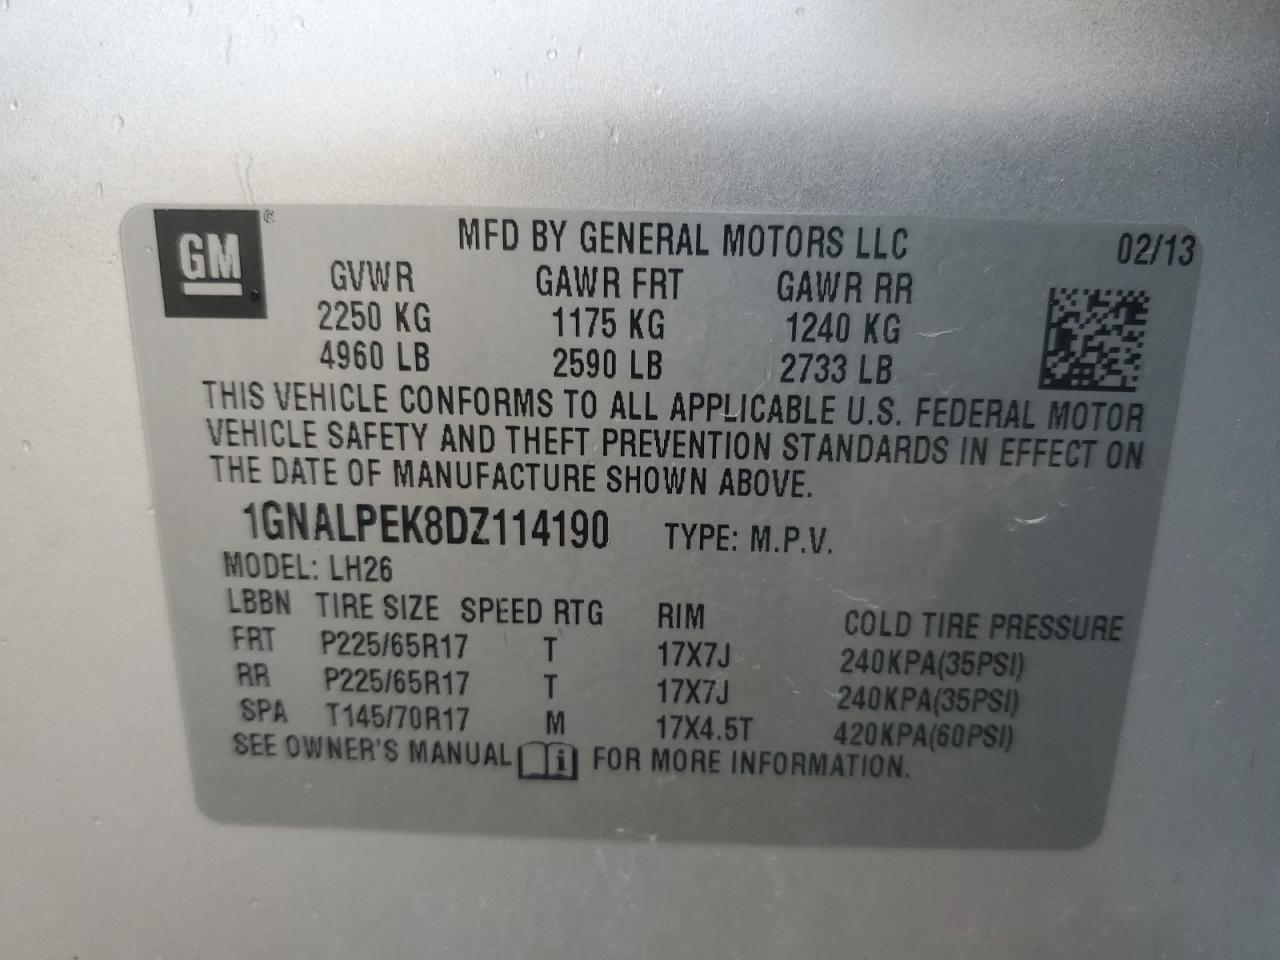 GM ®
MFD BY GENERAL MOTORS LLC 02/13
GVWR GAWR FRT GAWR RR
2250 KG 1175 KG 1240 KG
4960 LB 2590 LB 2733 LB
THIS VEHICLE CONFORMS TO ALL APPLICABLE U.S. FEDERAL MOTOR
VEHICLE SAFETY AND THEFT PREVENTION STANDARDS IN EFFECT ON
THE DATE OF MANUFACTURE SHOWN ABOVE.
1GNALPEK8DZ114190 TYPE: M.P.V.
MODEL: LH26
LBBN TIRE SIZE SPEED RTG RIM COLD TIRE PRESSURE
FRT P225/65R17 T 17X7J 240KPA(35PSI)
RR P225/65R17 T 17X7J 240KPA(35PSI)
SPA T145/70R17 M 17X4.5T 420KPA(60PSI)
SEE OWNER'S MANUAL i FOR MORE INFORMATION.